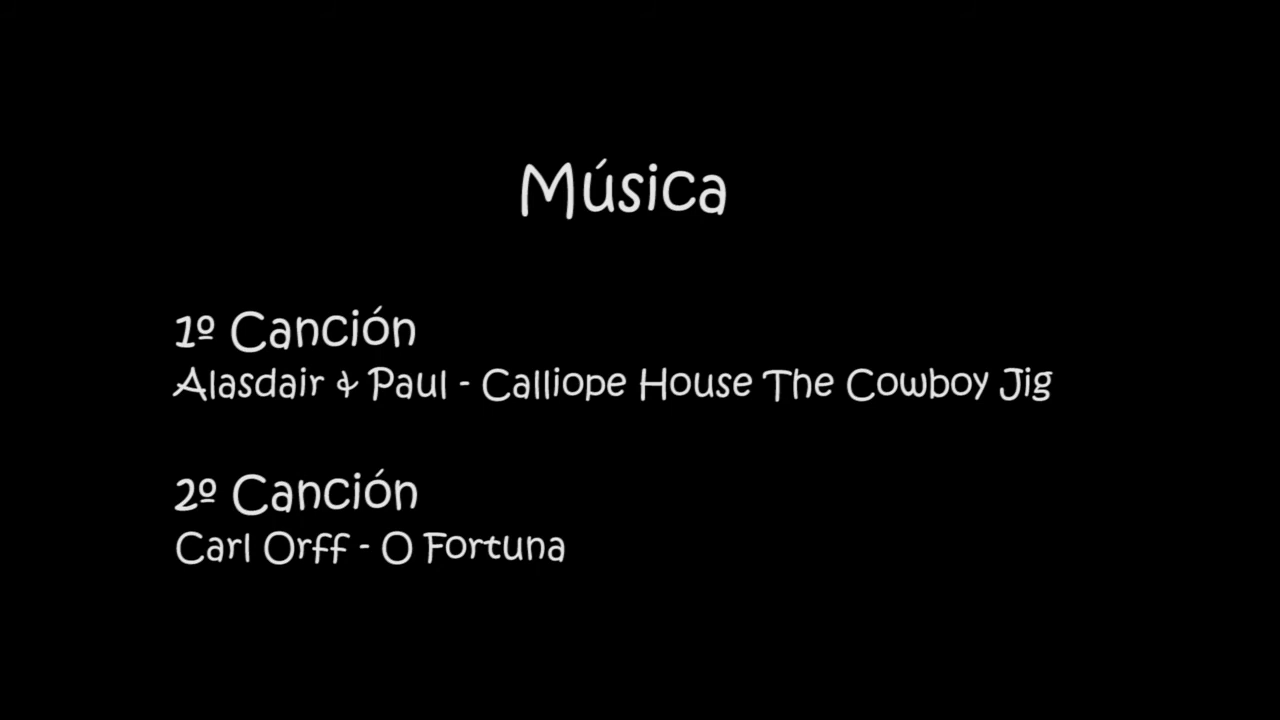 Música
1º Canción
Alasdair & Paul - Calliope House The Cowboy Jig
2º Canción
Carl Orff - O Fortuna